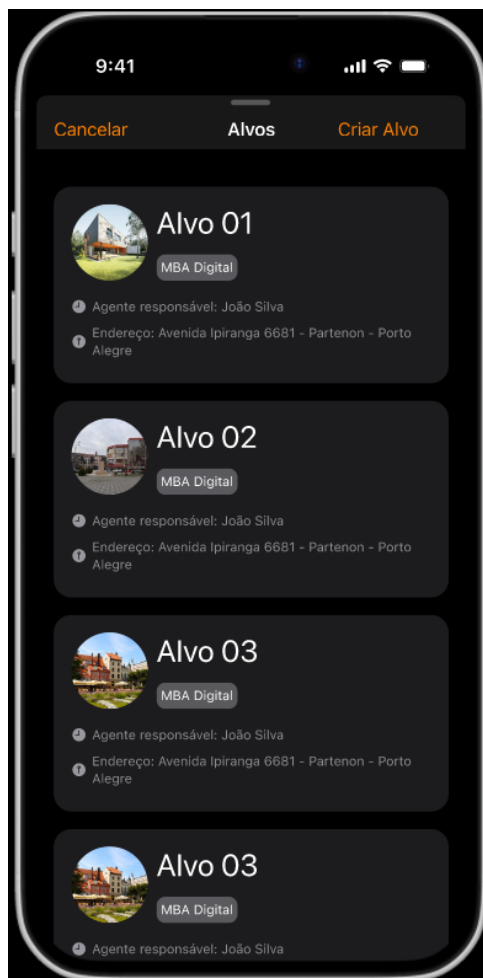 9:41
Cancelar Alvos Criar Alvo
Alvo 01
MBA Digital
Agente responsável: João Silva
Endereço: Avenida Ipiranga 6681 - Partenon - Porto
Alegre
Alvo 02
MBA Digital
Agente responsável: João Silva
Endereço: Avenida Ipiranga 6681 - Partenon - Porto
Alegre
Alvo 03
MBA Digital
Agente responsável: João Silva
Endereço: Avenida Ipiranga 6681 - Partenon - Porto
Alegre
Alvo 03
MBA Digital
Agente responsável: João Silva